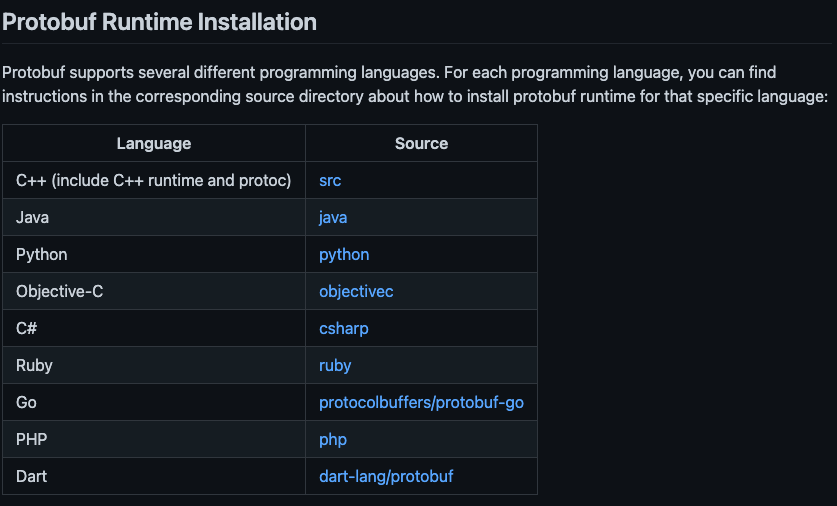 Protobuf Runtime Installation
Protobuf supports several different programming languages. For each programming language, you can find
instructions in the corresponding source directory about how to install protobuf runtime for that specific language:
Language Source
C++ (include C++ runtime and protoc) src
Java java
Python python
Objective-C objectivec
C# csharp
Ruby ruby
Go protocolbuffers/protobuf-go
PHP php
Dart dart-lang/protobuf